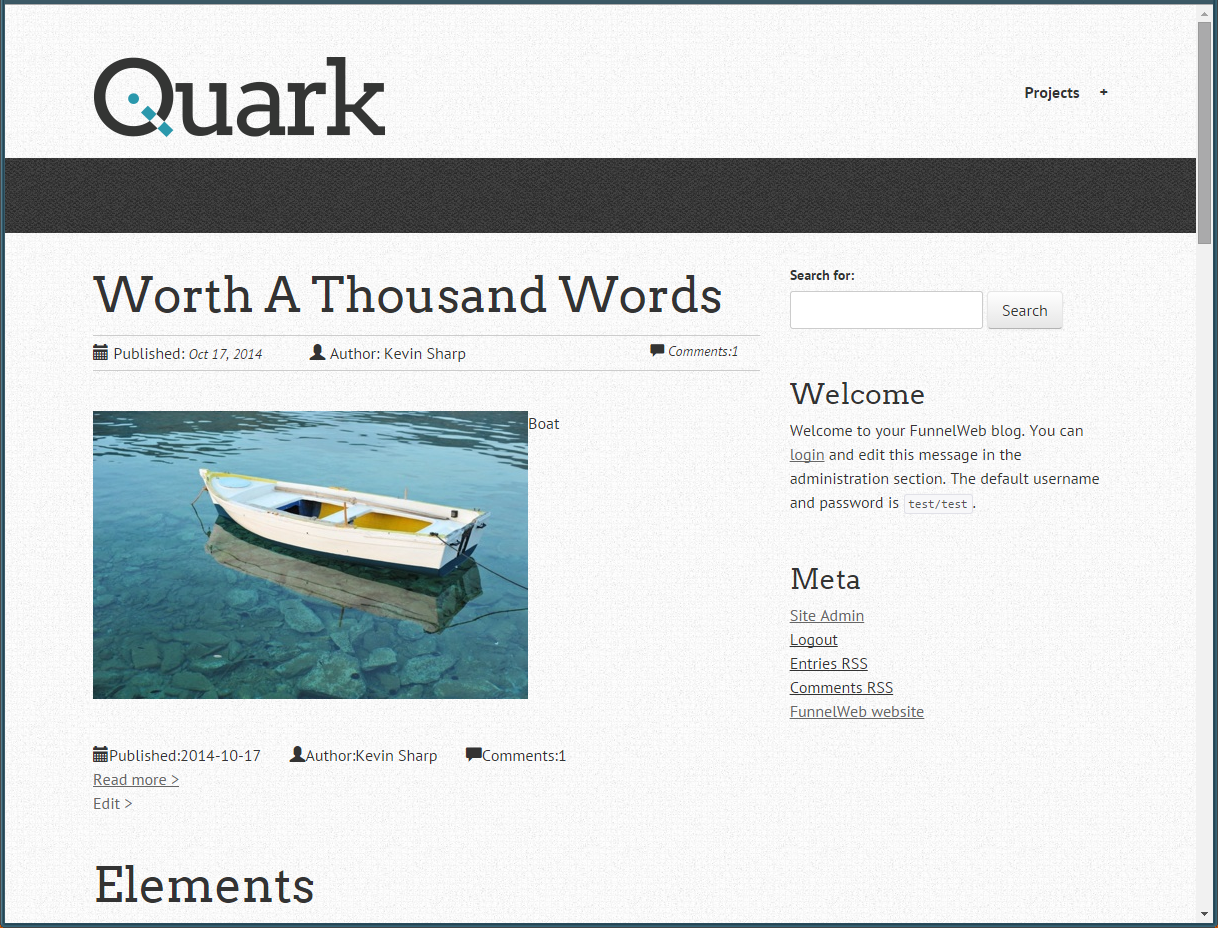 Quark
Projects +
Worth A Thousand Words
Published: Oct 17, 2014 Author: Kevin Sharp Comments:1
Boat
Published:2014-10-17 Author:Kevin Sharp Comments:1
Read more >
Edit >
Elements
Search for:
Search
Welcome
Welcome to your FunnelWeb blog. You can
login and edit this message in the
administration section. The default username
and password is test/test.
Meta
Site Admin
Logout
Entries RSS
Comments RSS
FunnelWeb website